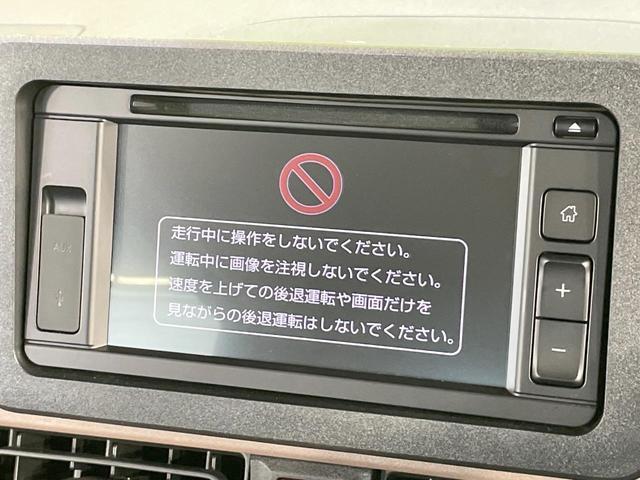 走行中に操作をしないでください。
運転中に画像を注視しないでください。
速度を上げての後退運転や画面だけを
見ながらの後退運転はしないでください。
AUX